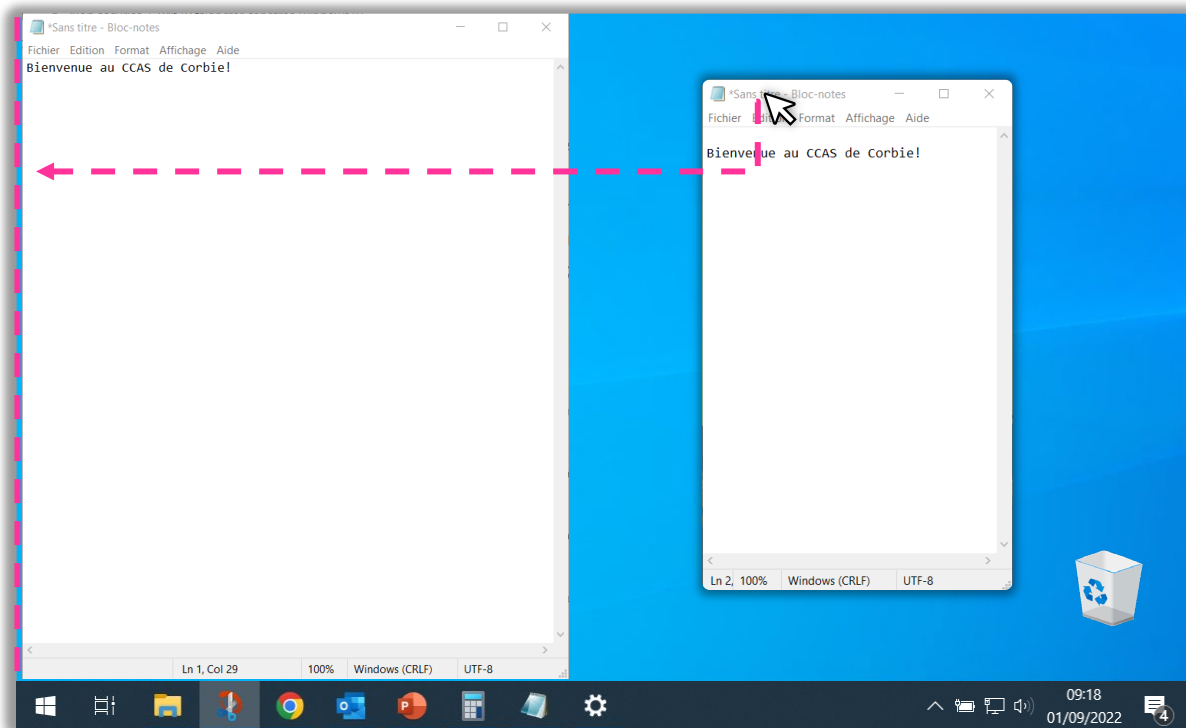 *Sans titre - Bloc-notes
Fichier Edition Format Affichage Aide
Bienvenue au CCAS de Corbie!
Ln 1, Col 29 100% Windows (CRLF) UTF-8
*Sans titre - Bloc-notes
Fichier Edition Format Affichage Aide
Bienvenue au CCAS de Corbie!
Ln 2, 100% Windows (CRLF) UTF-8
09:18
01/09/2022
4